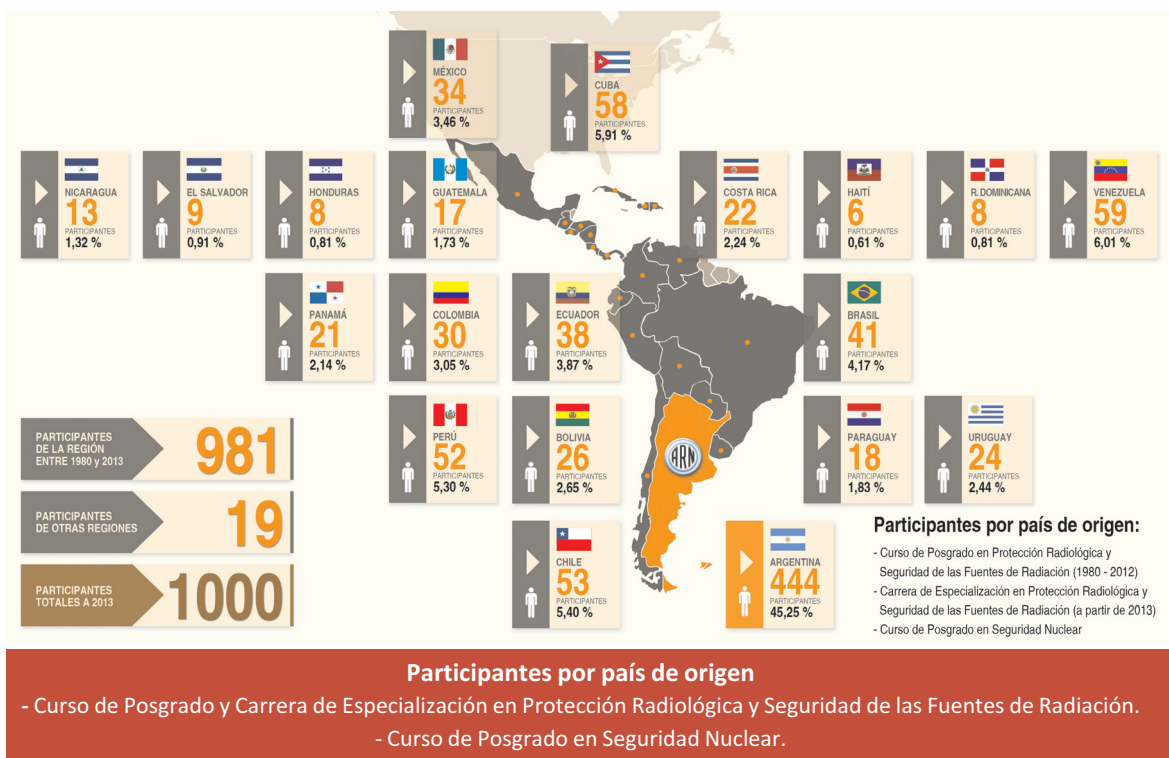 MÉXICO
34
PARTICIPANTES
3,46 %
CUBA
58
PARTICIPANTES
5,91 %
NICARAGUA
13
PARTICIPANTES
1,32 %
EL SALVADOR
9
PARTICIPANTES
0,91 %
HONDURAS
8
PARTICIPANTES
0,81 %
GUATEMALA
17
PARTICIPANTES
1,73 %
COSTA RICA
22
PARTICIPANTES
2,24 %
HAITÍ
6
PARTICIPANTES
0,61 %
R. DOMINICANA
8
PARTICIPANTES
0,81 %
VENEZUELA
59
PARTICIPANTES
6,01 %
PANAMÁ
21
PARTICIPANTES
2,14 %
COLOMBIA
30
PARTICIPANTES
3,05 %
ECUADOR
38
PARTICIPANTES
3,87 %
BRASIL
41
PARTICIPANTES
4,17 %
PERÚ
52
PARTICIPANTES
5,30 %
BOLIVIA
26
PARTICIPANTES
2,65 %
ARN
PARAGUAY
18
PARTICIPANTES
1,83 %
URUGUAY
24
PARTICIPANTES
2,44 %
PARTICIPANTES
DE LA REGIÓN
ENTRE 1980 y 2013
981
PARTICIPANTES
DE OTRAS REGIONES
19
PARTICIPANTES
TOTALES A 2013
1000
CHILE
53
PARTICIPANTES
5,40 %
ARGENTINA
444
PARTICIPANTES
45,25 %
Participantes por país de origen:
- Curso de Posgrado en Protección Radiológica y
Seguridad de las Fuentes de Radiación (1980 - 2012)
- Carrera de Especialización en Protección Radiológica y
Seguridad de las Fuentes de Radiación (a partir de 2013)
- Curso de Posgrado en Seguridad Nuclear
Participantes por país de origen
- Curso de Posgrado y Carrera de Especialización en Protección Radiológica y Seguridad de las Fuentes de Radiación.
- Curso de Posgrado en Seguridad Nuclear.